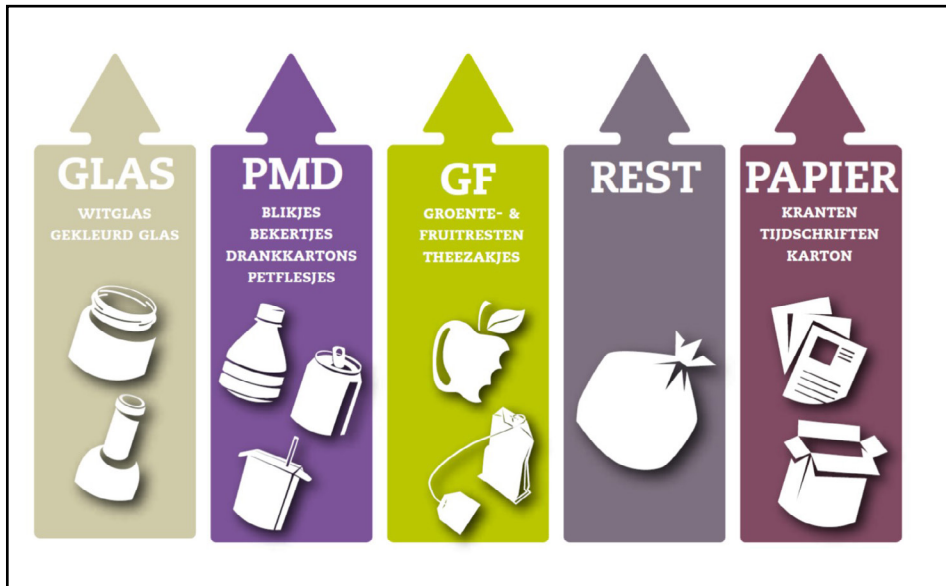 GLAS
WITGLAS
GEKLEURD GLAS
PMD
BLIKJES
BEKERTJES
DRANKKARTONS
PETFLESJES
GF
GROENTE- &
FRUITRESTEN
THEEZAKJES
REST
PAPIER
KRANTEN
TIJDSCHRIFTEN
KARTON